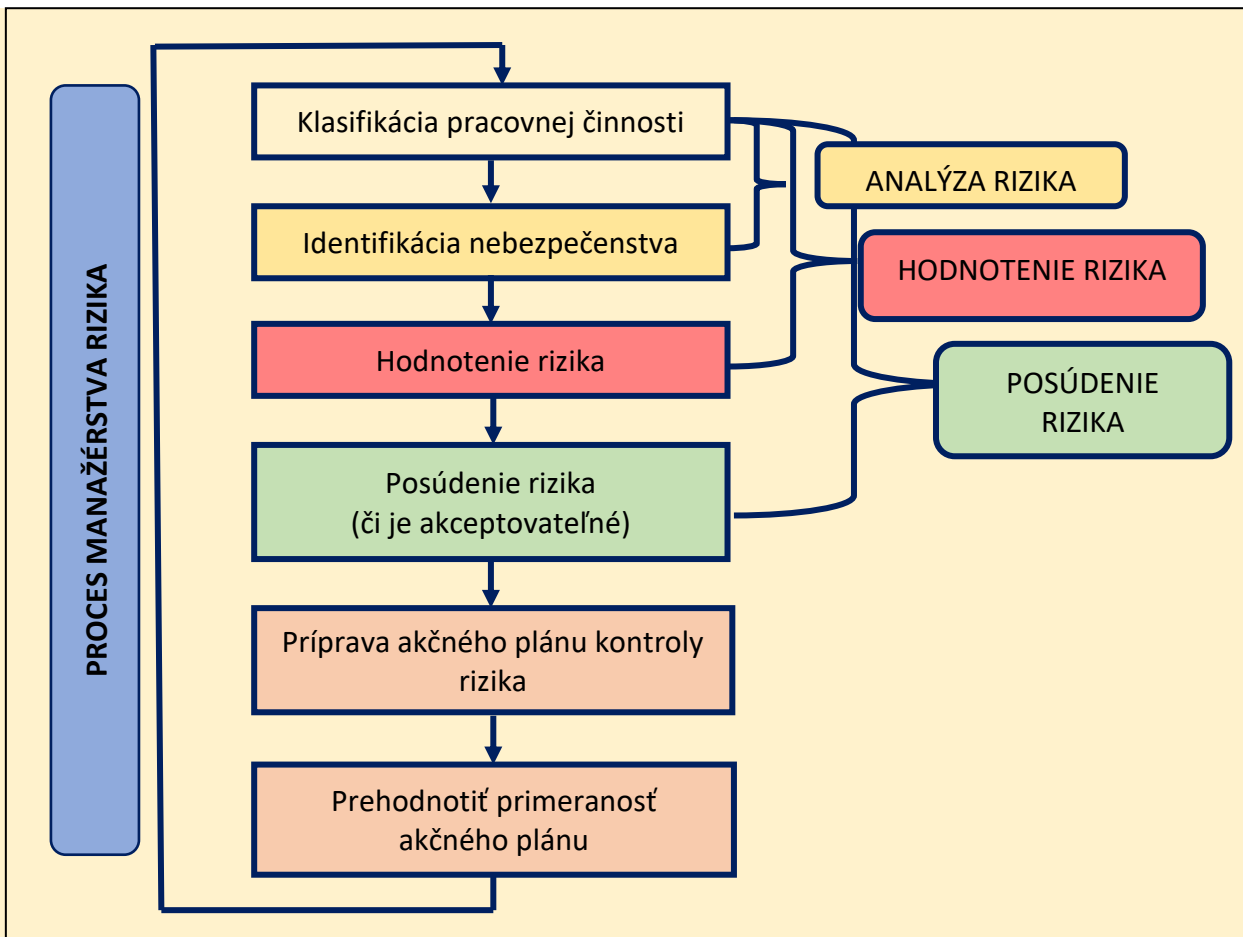 PROCES MANAŽÉRSTVA RIZIKA
Klasifikácia pracovnej činnosti
Identifikácia nebezpečenstva
Hodnotenie rizika
Posúdenie rizika
(či je akceptovateľné)
Príprava akčného plánu kontroly
rizika
Prehodnotiť primeranosť
akčného plánu
ANALÝZA RIZIKA
HODNOTENIE RIZIKA
POSÚDENIE
RIZIKA